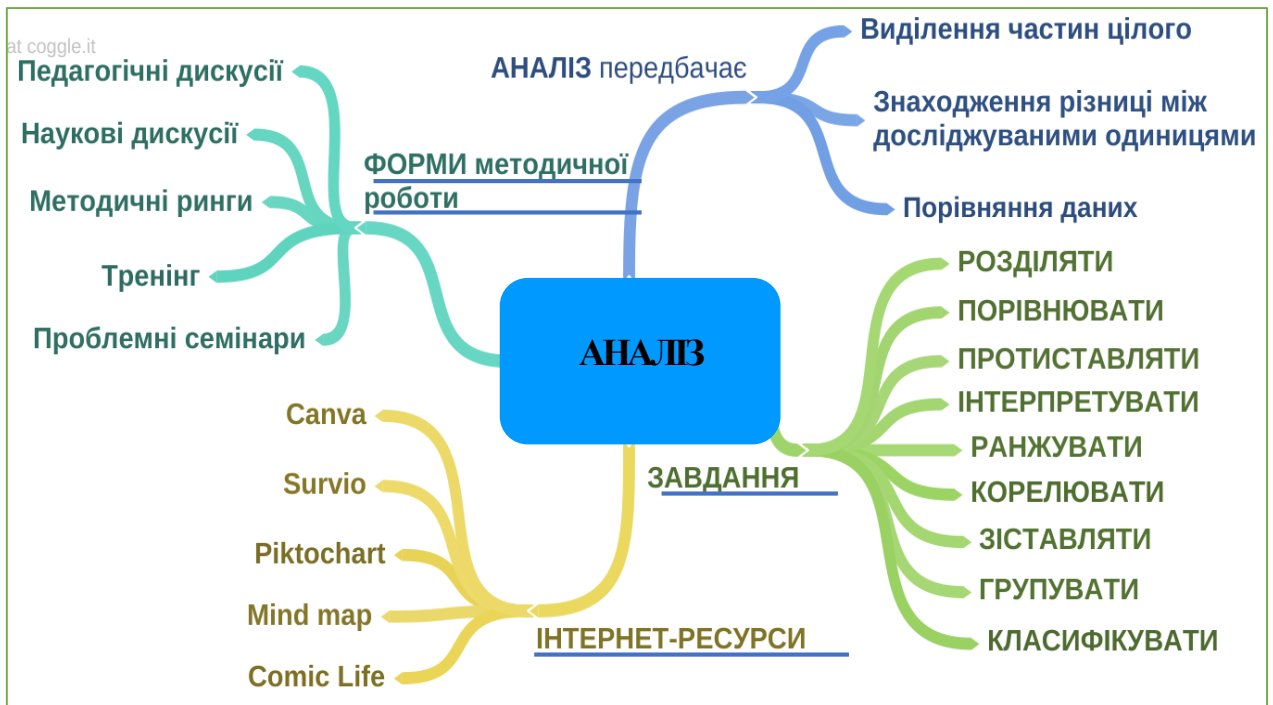 at coggle.it
Педагогічні дискусії
Наукові дискусії
Методичні ринги
Тренінг
Проблемні семінари
ФОРМИ методичної
роботи
АНАЛІЗ передбачає
Виділення частин цілого
Знаходження різниці між
досліджуваними одиницями
Порівняння даних
АНАЛІЗ
ЗАВДАННЯ
РОЗДІЛЯТИ
ПОРІВНЮВАТИ
ПРОТИСТАВЛЯТИ
ІНТЕРПРЕТУВАТИ
РАНЖУВАТИ
КОРЕЛЮВАТИ
ЗІСТАВЛЯТИ
ГРУПУВАТИ
КЛАСИФІКУВАТИ
Canva
Survio
Piktochart
Mind map
Comic Life
ІНТЕРНЕТ-РЕСУРСИ